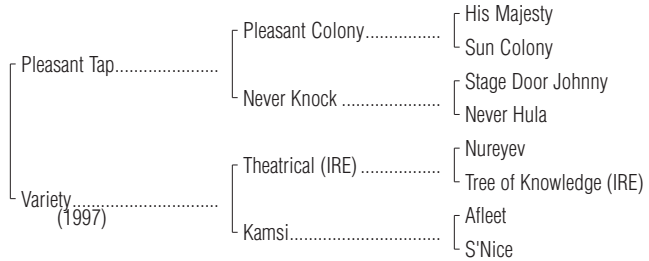 His Majesty
Pleasant Colony.................
Sun Colony
Pleasant Tap......................
Stage Door Johnny
Never Knock ......................
Never Hula
Nureyev
Theatrical (IRE) ..................
Tree of Knowledge (IRE)
Variety................................
(1997)
Afleet
Kamsi.................................
S'Nice